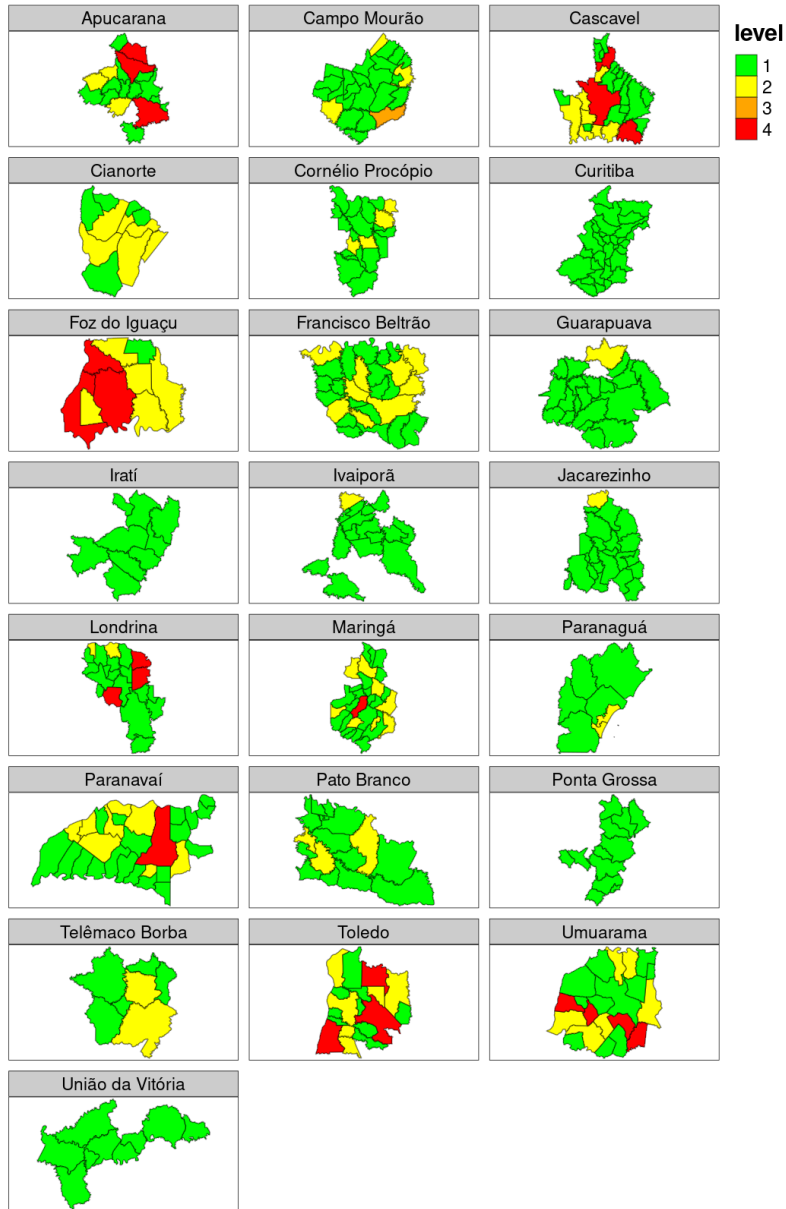 Apucarana
Campo Mourão
Cascavel
level
1
2
3
4
Cianorte
Cornélio Procópio
Curitiba
Foz do Iguaçu
Francisco Beltrão
Guarapuava
Iratí
Ivaiporã
Jacarezinho
Londrina
Maringá
Paranaguá
Paranavaí
Pato Branco
Ponta Grossa
Telêmaco Borba
Toledo
Umuarama
União da Vitória